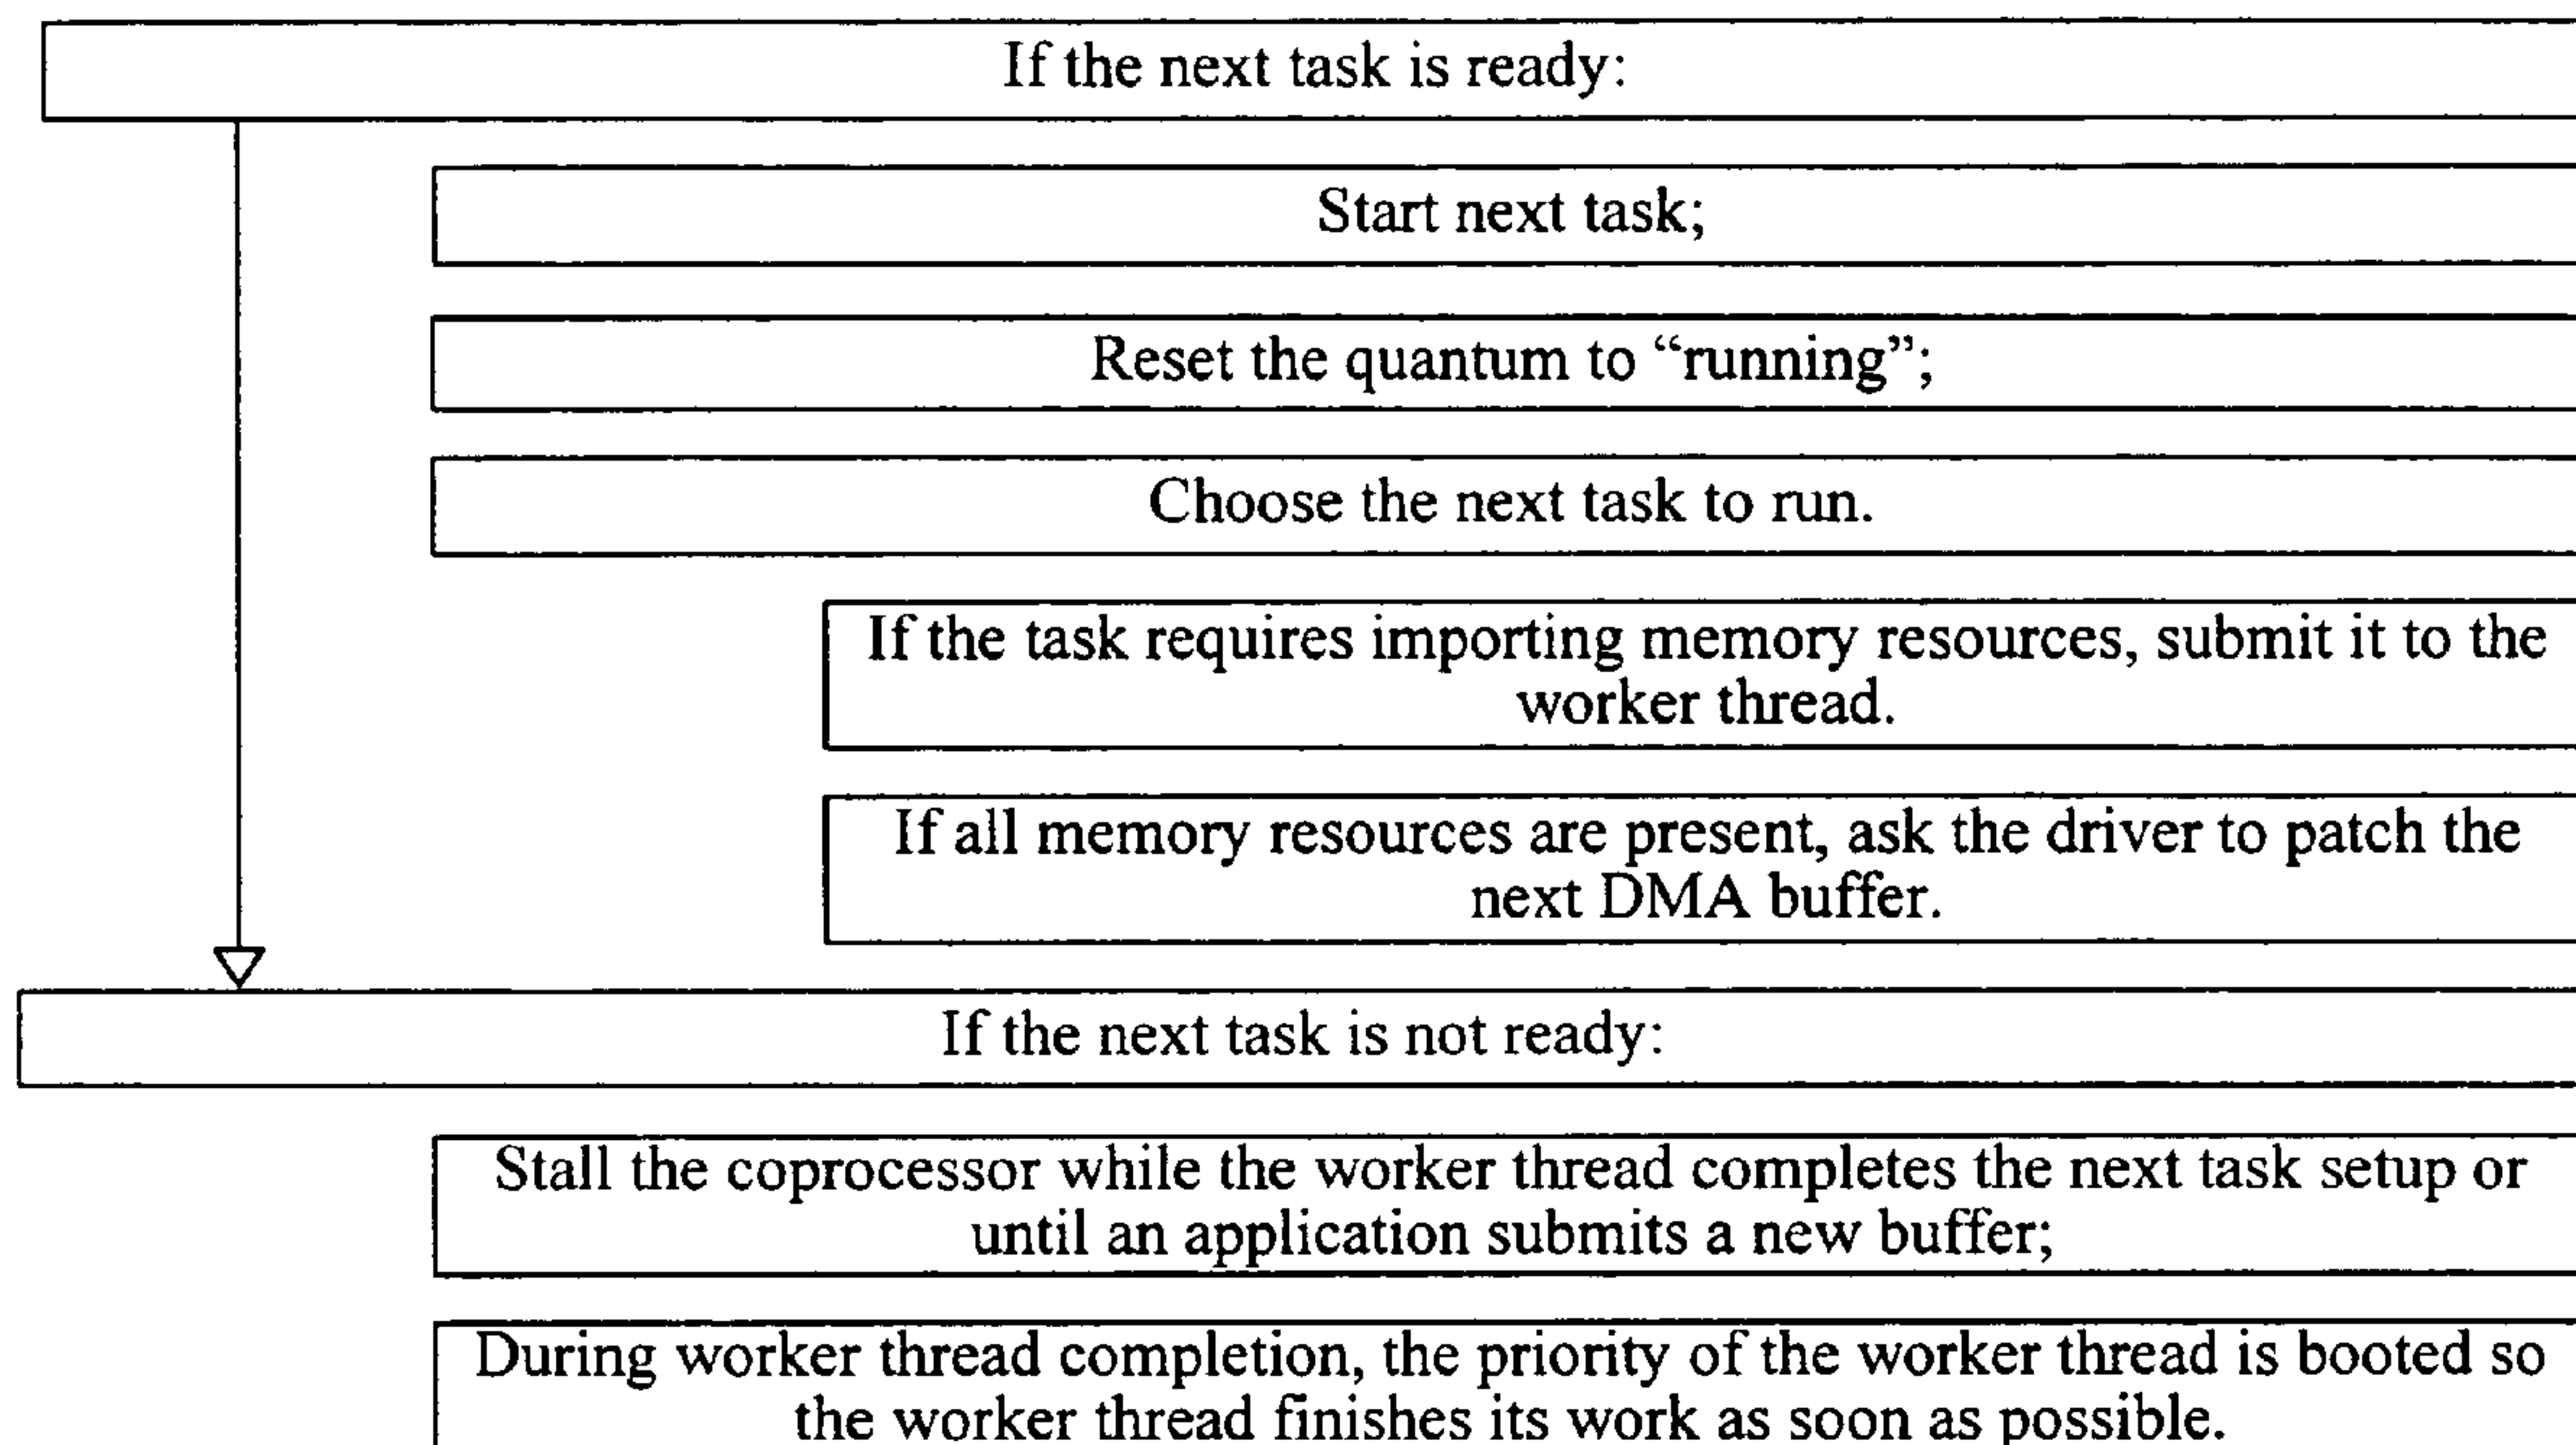 If the next task is ready:
Start next task;
Reset the quantum to “running”;
Choose the next task to run.
If the task requires importing memory resources, submit it to the
worker thread.
If all memory resources are present, ask the driver to patch the
next DMA buffer.
If the next task is not ready:
Stall the coprocessor while the worker thread completes the next task setup or
until an application submits a new buffer;
During worker thread completion, the priority of the worker thread is booted so
the worker thread finishes its work as soon as possible.